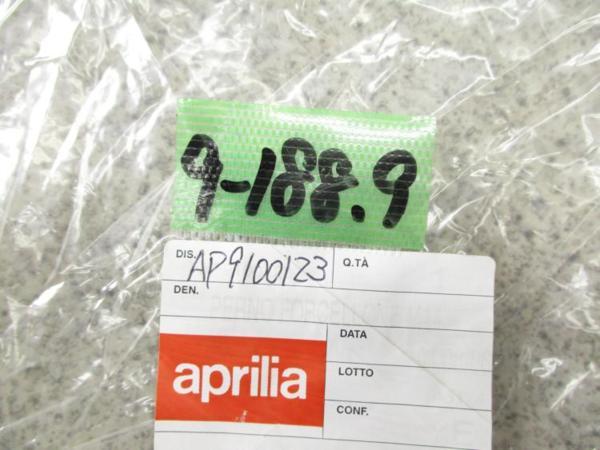 9-188.9
DIS. AP9100123 Q.TÀ
DEN.
DATA
aprilia
LOTTO
CONF.